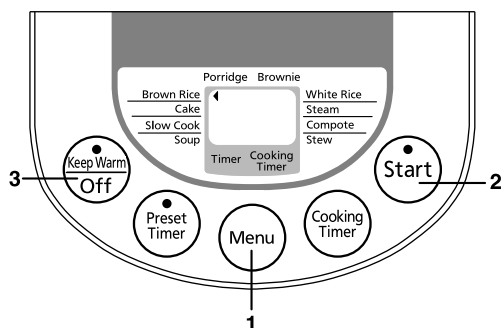 Porridge Brownie
Brown Rice
Cake
Slow Cook
Soup
White Rice
Steam
Compote
Stew
Timer Cooking
Timer
Keep Warm
Off
3
Start
2
Preset
Timer
Menu
Cooking
Timer
1